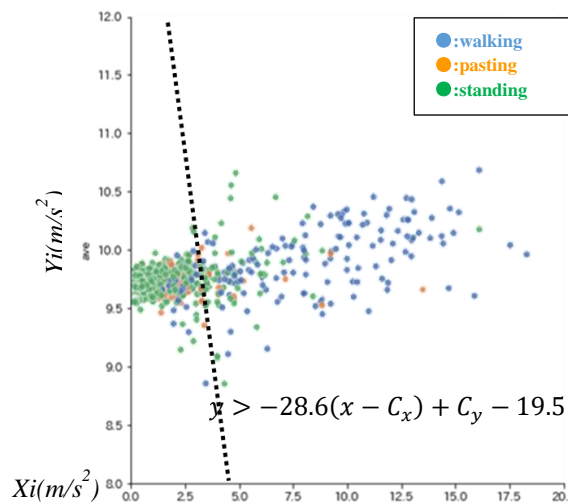 12.0
:walking
:pasting
:standing
11.5
11.0
10.5
Yi(m/s²)
ave
10.0
9.5
9.0
y > −28.6(x − Cₓ) + C_y − 19.5
8.5
8.0
Xi(m/s²)
0.0 2.5 5.0 7.5 10.0 12.5 15.0 17.5 20.